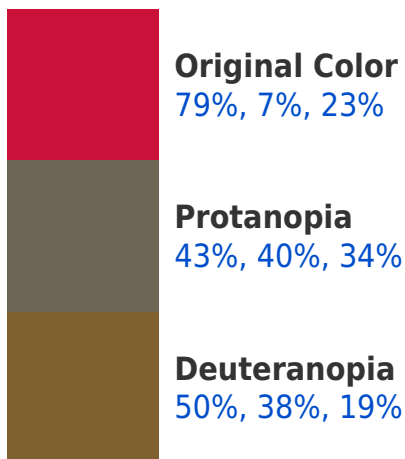 Original Color
79%, 7%, 23%
Protanopia
43%, 40%, 34%
Deuteranopia
50%, 38%, 19%